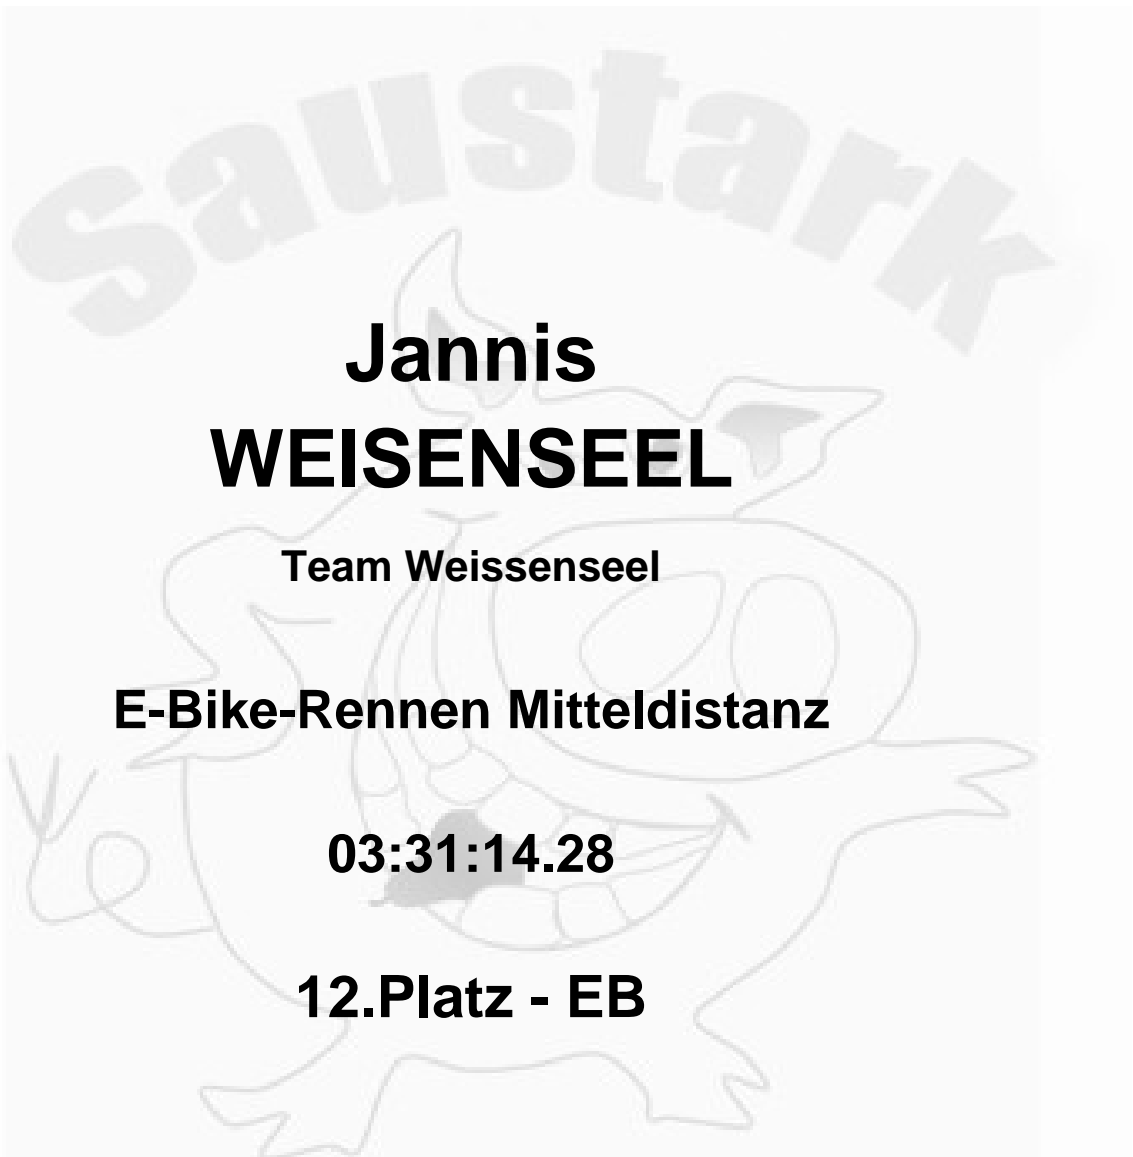 Saustark
Jannis
WEISENSEEL
Team Weissenseel
E-Bike-Rennen Mitteldistanz
03:31:14.28
12.Platz - EB